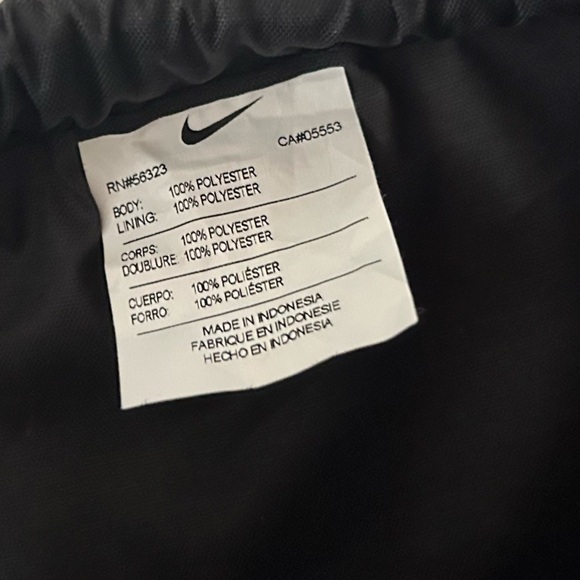 RN#56323 CA#05553
BODY: 100% POLYESTER
LINING: 100% POLYESTER
CORPS: 100% POLYESTER
DOUBLURE: 100% POLYESTER
CUERPO: 100% POLIÉSTER
FORRO: 100% POLIÉSTER
MADE IN INDONESIA
FABRIQUE EN INDONESIE
HECHO EN INDONESIA